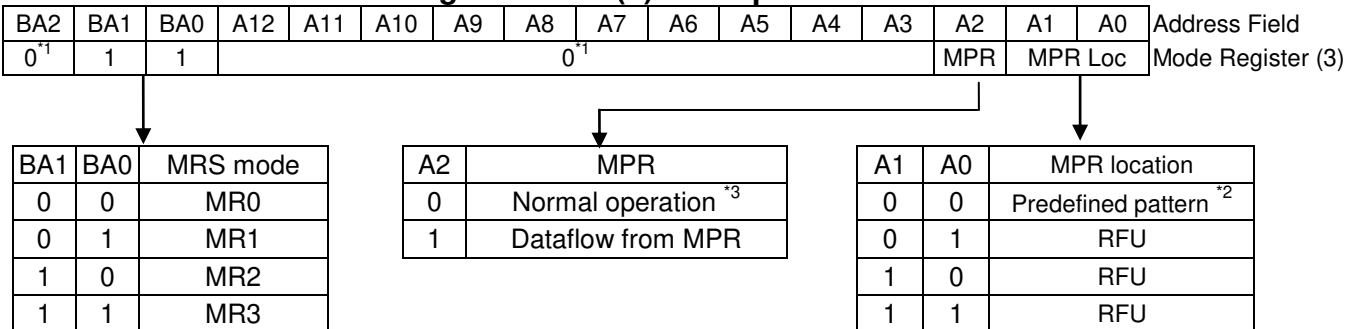 BA2 BA1 BA0 A12 A11 A10 A9 A8 A7 A6 A5 A4 A3 A2 A1 A0 Address Field
0*1 1 1 0*1 MPR MPR Loc Mode Register (3)
BA1 BA0 MRS mode
0 0 MR0
0 1 MR1
1 0 MR2
1 1 MR3
A2 MPR
0 Normal operation *3
1 Dataflow from MPR
A1 A0 MPR location
0 0 Predefined pattern *2
0 1 RFU
1 0 RFU
1 1 RFU